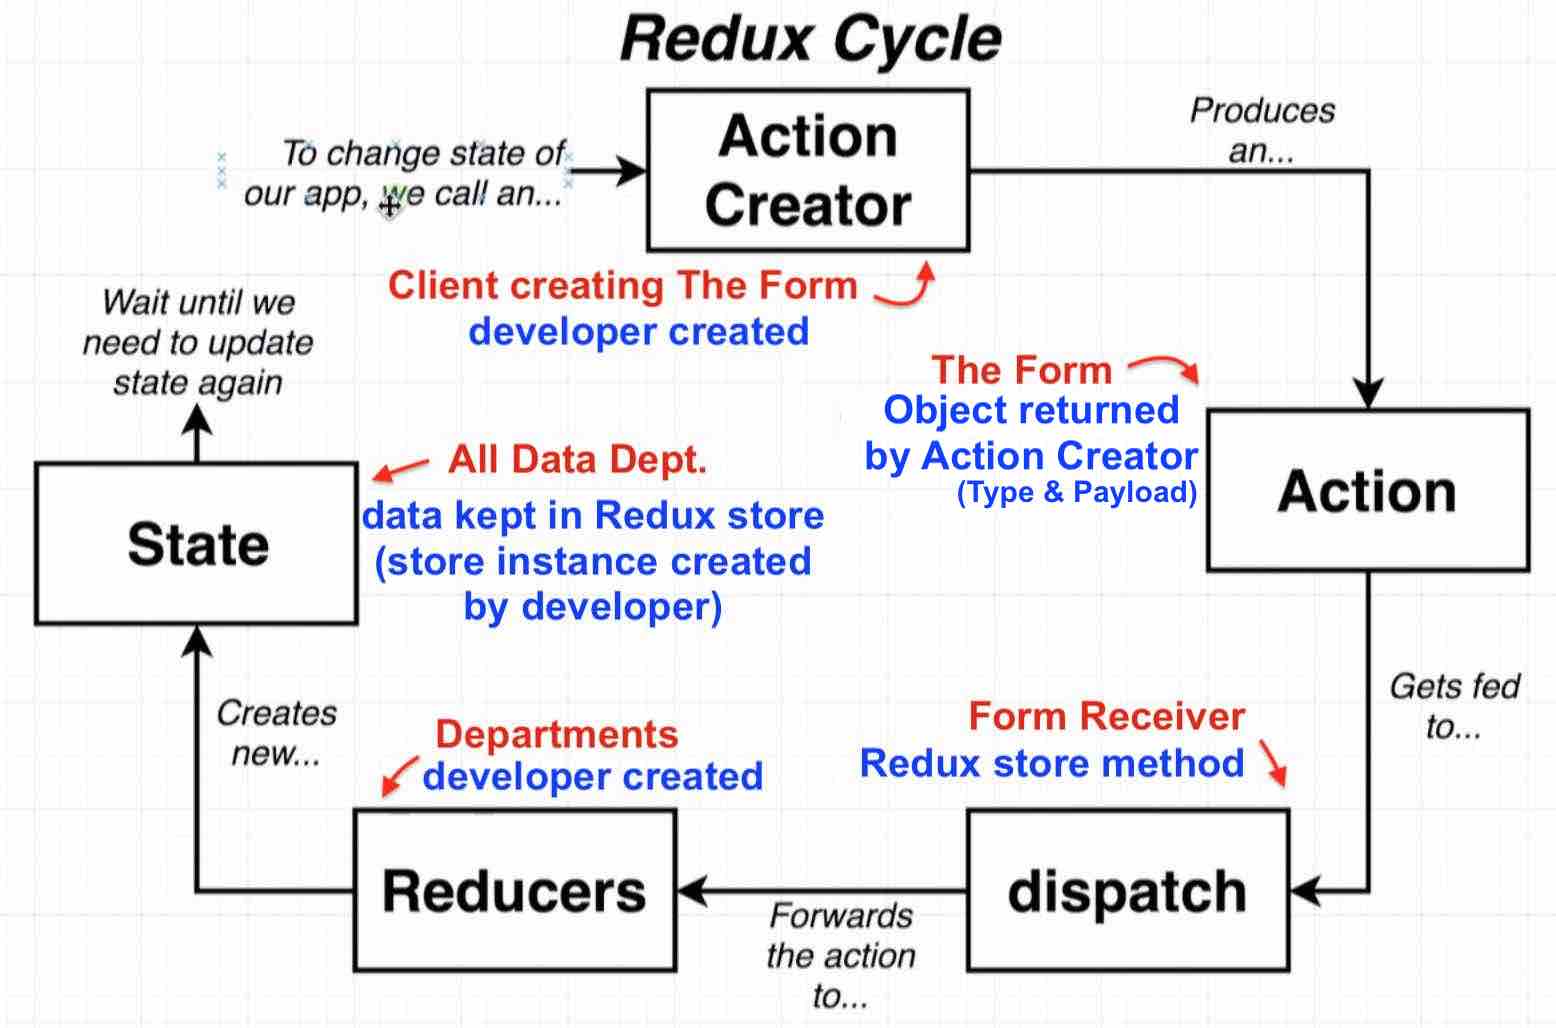 Redux Cycle
To change state of
our app, we call an...
Action
Creator
Produces
an...
Client creating The Form
developer created
The Form
Object returned
by Action Creator
(Type & Payload)
Action
Gets fed
to...
Form Receiver
Redux store method
dispatch
Forwards
the action
to...
Departments
developer created
Reducers
Creates
new...
All Data Dept.
data kept in Redux store
(store instance created
by developer)
State
Wait until we
need to update
state again